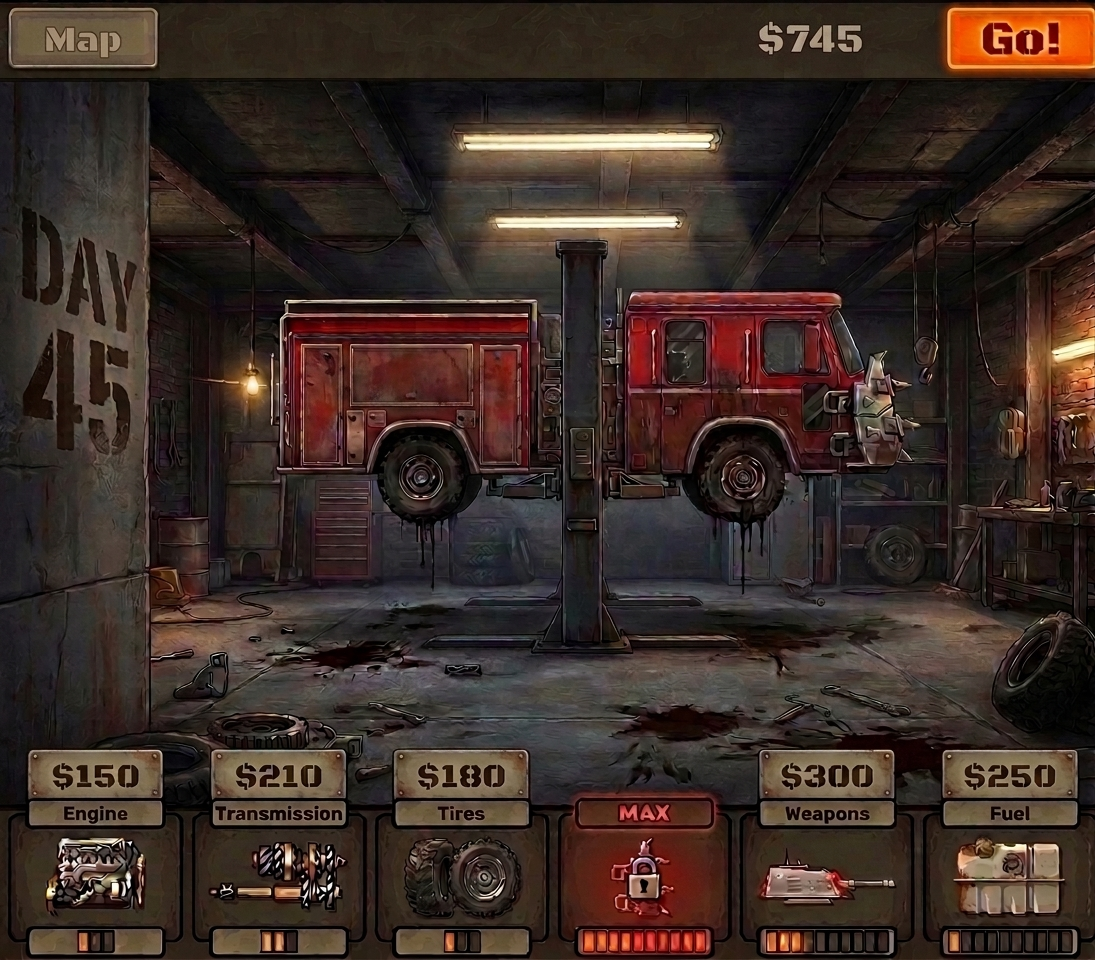 Map
$745
Go!
DAY
45
$150
$210
$180
$300
$250
Engine
Transmission
Tires
MAX
Weapons
Fuel